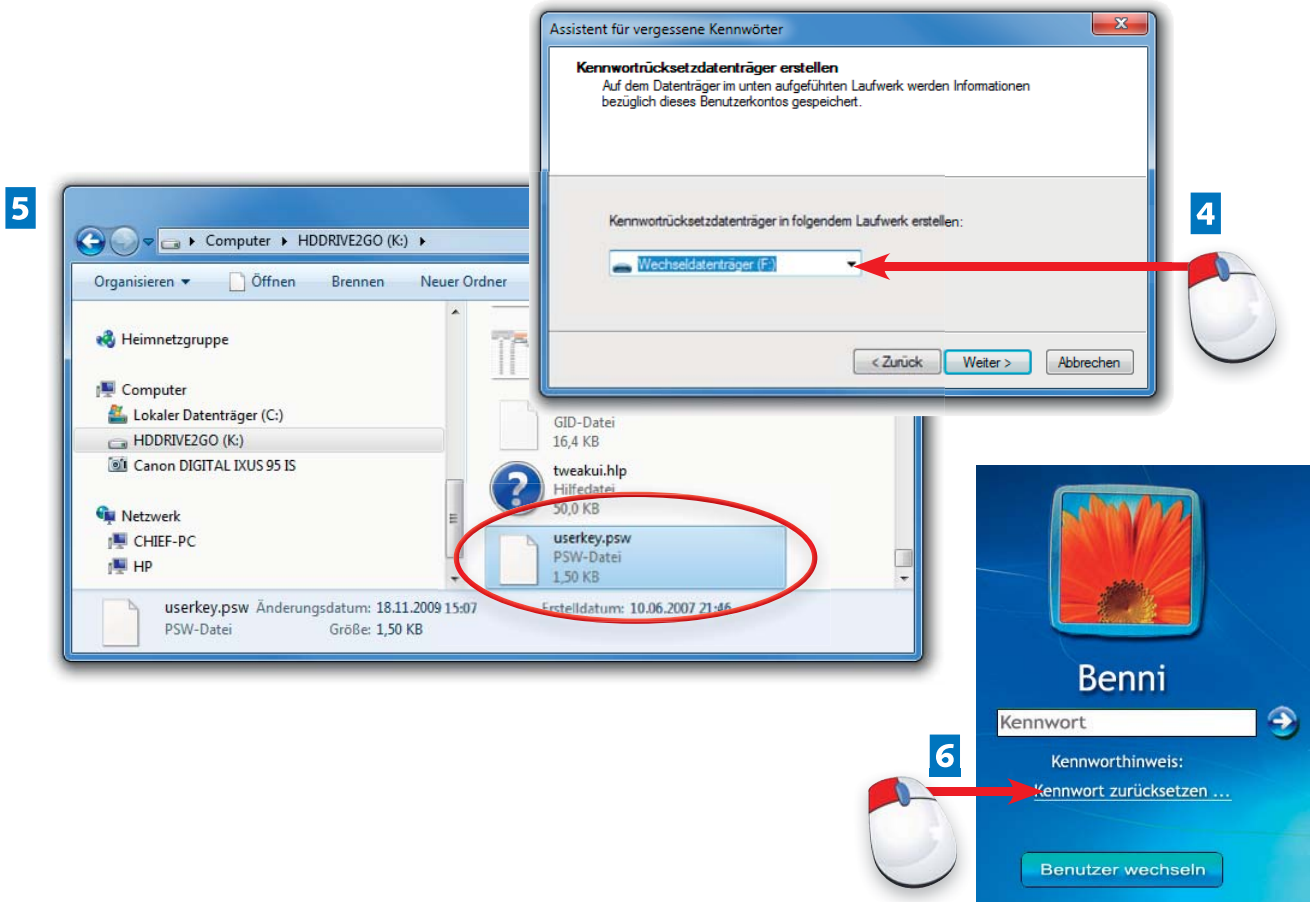 Assistent für vergessene Kennwörter
X
Kennwortrücksetzdatenträger erstellen
Auf dem Datenträger im unten aufgeführten Laufwerk werden Informationen
bezüglich dieses Benutzerkontos gespeichert.
Kennwortrücksetzdatenträger in folgendem Laufwerk erstellen:
Wechseldatenträger (F:)
< Zurück
Weiter >
Abbrechen
4
5
Computer
HDDRIVE2GO (K:)
Organisieren
Öffnen
Brennen
Neuer Ordner
Heimnetzgruppe
Computer
Lokaler Datenträger (C:)
HDDRIVE2GO (K:)
Canon DIGITAL IXUS 95 IS
Netzwerk
CHIEF-PC
HP
GID-Datei
16,4 KB
tweakui.hlp
Hilfedatei
50,0 KB
userkey.psw
PSW-Datei
1,50 KB
userkey.psw Änderungsdatum: 18.11.2009 15:07 Erstelldatum: 10.06.2007 21:46
PSW-Datei Größe: 1,50 KB
Benni
Kennwort
6
Kennworthinweis:
Kennwort zurücksetzen ...
Benutzer wechseln